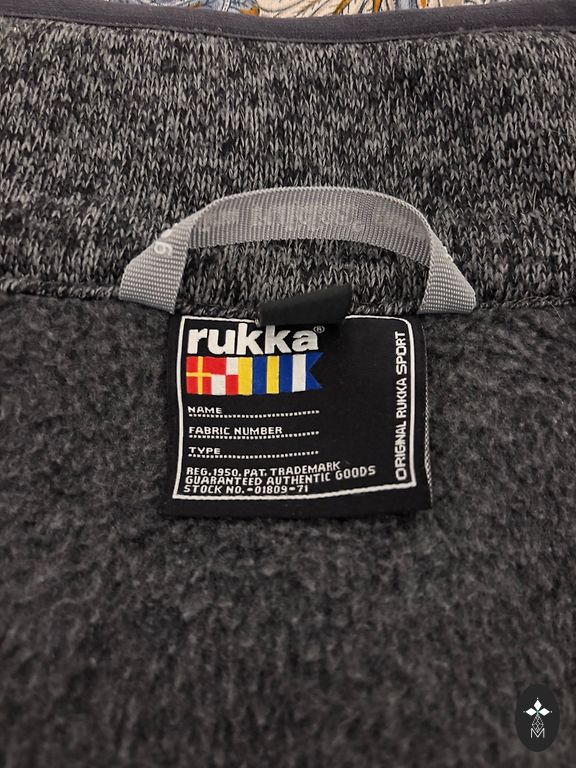 rukka®
NAME
FABRIC NUMBER
TYPE
REG.1950. PAT. TRADEMARK
GUARANTEED AUTHENTIC GOODS
STOCK NO.-01809-71
ORIGINAL RUKKA SPORT